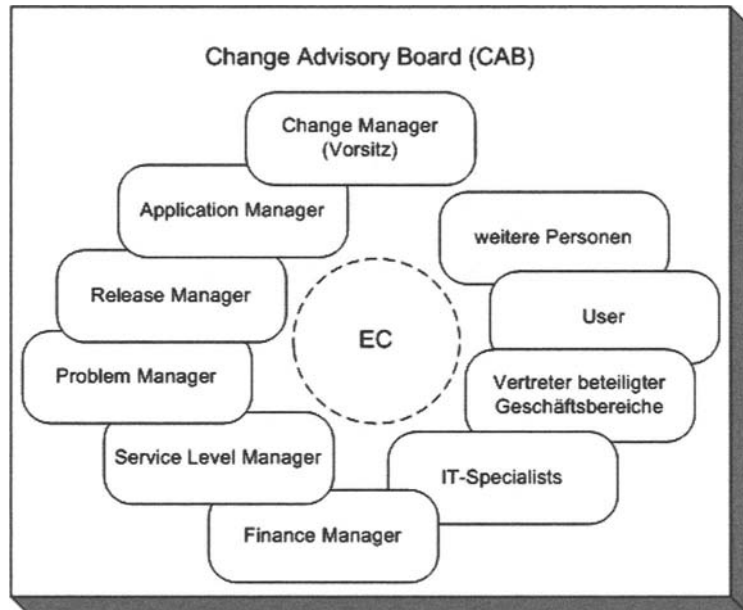 Change Advisory Board (CAB)
Change Manager
(Vorsitz)
Application Manager
weitere Personen
Release Manager
User
EC
Problem Manager
Vertreter beteiligter
Geschäftsbereiche
Service Level Manager
IT-Specialists
Finance Manager